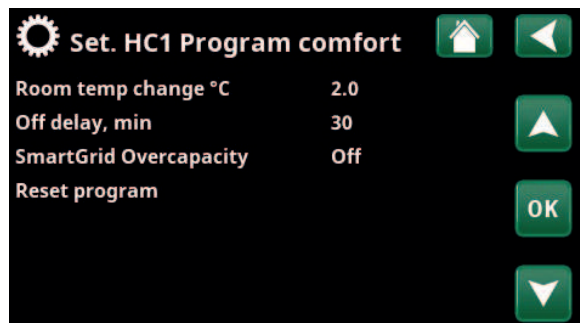 Set. HC1 Program comfort
Room temp change °C 2.0
Off delay, min 30
SmartGrid Overcapacity Off
Reset program
OK